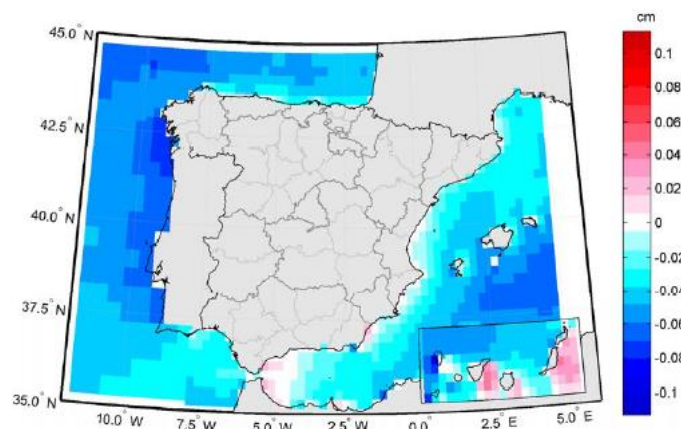 cm
45.0° N
42.5° N
40.0° N
37.5° N
35.0° N
10.0° W
7.5° W
5.0° W
2.5° W
0.0°
2.5° E
5.0° E
0.1
0.08
0.06
0.04
0.02
0
-0.02
-0.04
-0.06
-0.08
-0.1